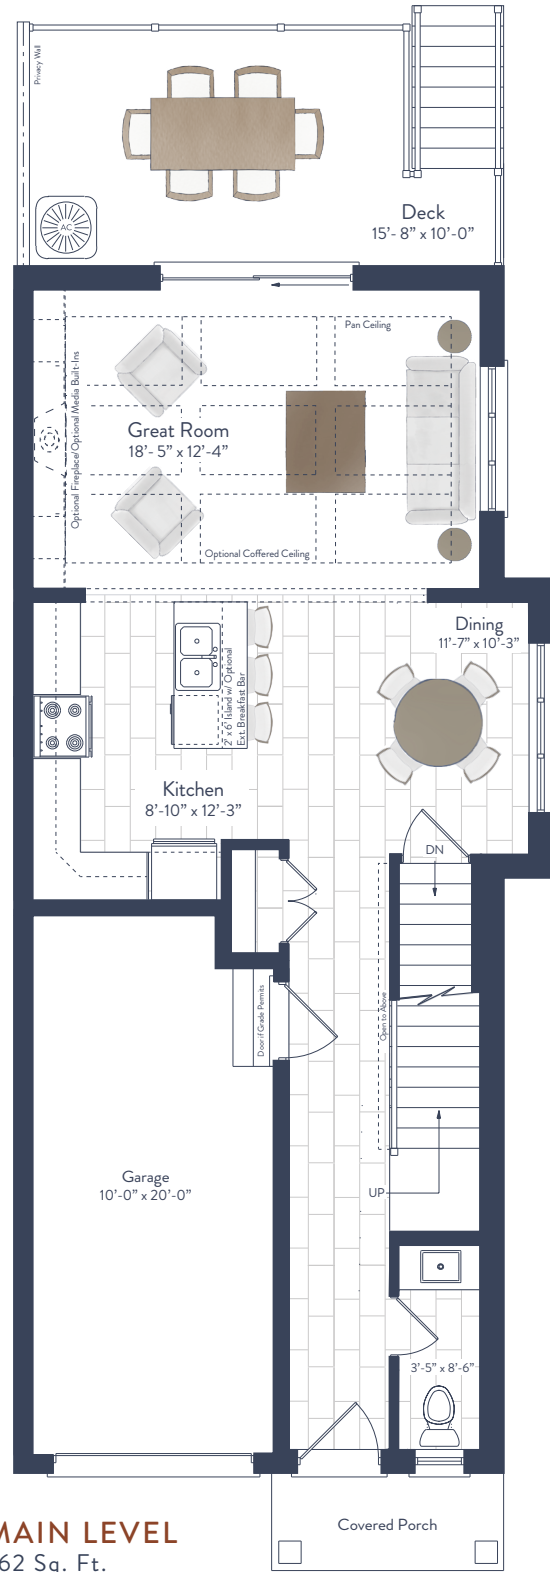 Privacy Wall
AC
Deck
15'- 8" x 10'-0"
Pan Ceiling
Optional Fireplace/Optional Media Built-Ins
Great Room
18'- 5" x 12'-4"
Optional Coffered Ceiling
Dining
11'-7" x 10'-3"
2' x 6' Island w/ Optional
Ext. Breakfast Bar
Kitchen
8'-10" x 12'-3"
DN
Door if Grade Permits
Open to Above
Garage
10'-0" x 20'-0"
UP
3'-5" x 8'-6"
Covered Porch
MAIN LEVEL
62 Sq. Ft.